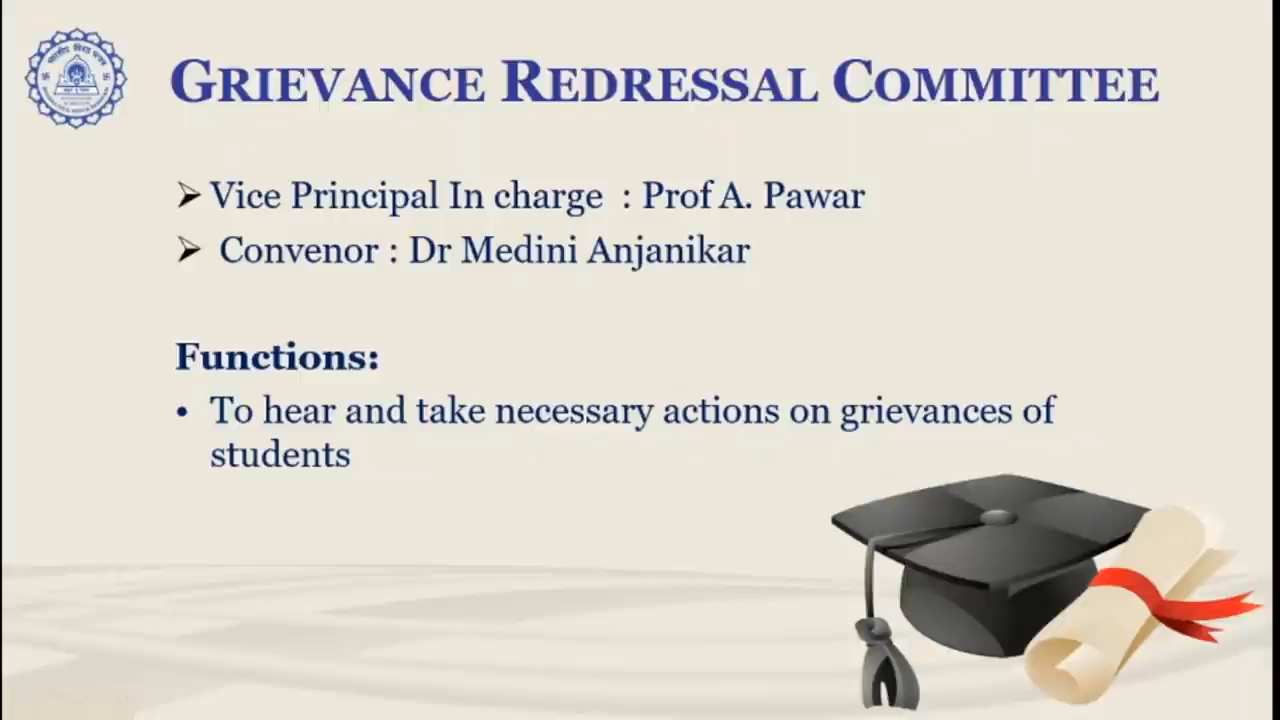 GRIEVANCE REDRESSAL COMMITTEE
➢ Vice Principal In charge : Prof A. Pawar
➢ Convenor : Dr Medini Anjanikar
Functions:
• To hear and take necessary actions on grievances of
students